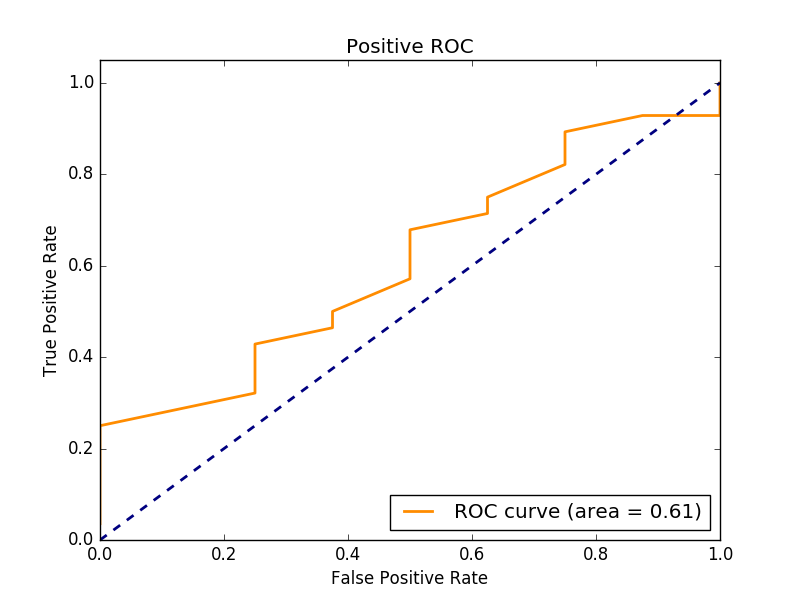 Positive ROC
1.0
0.8
0.6
0.4
0.2
0.0
True Positive Rate
ROC curve (area = 0.61)
0.0 0.2 0.4 0.6 0.8 1.0
False Positive Rate